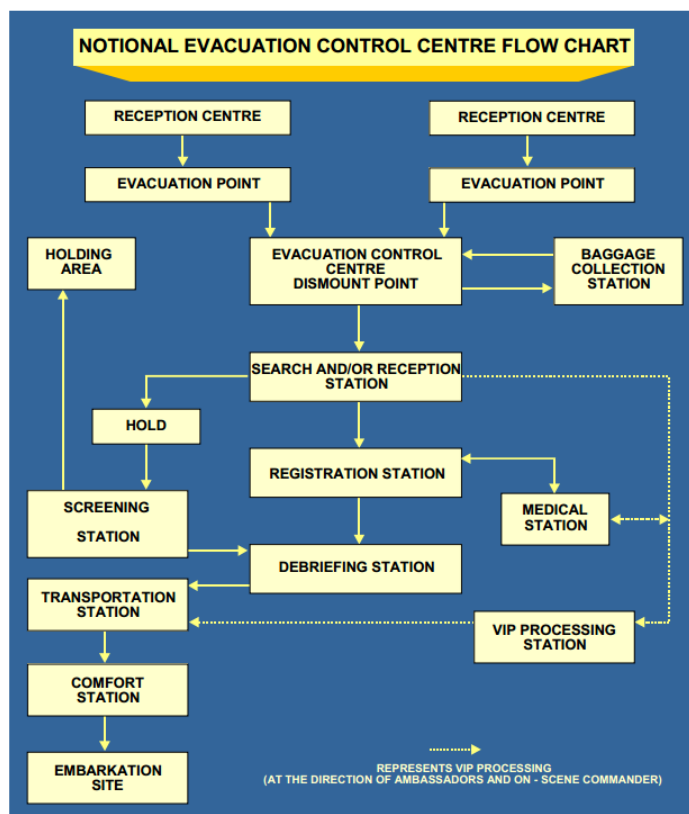 NOTIONAL EVACUATION CONTROL CENTRE FLOW CHART
RECEPTION CENTRE
RECEPTION CENTRE
EVACUATION POINT
EVACUATION POINT
HOLDING
AREA
EVACUATION CONTROL
CENTRE
DISMOUNT POINT
BAGGAGE
COLLECTION
STATION
SEARCH AND/OR RECEPTION
STATION
HOLD
REGISTRATION STATION
SCREENING
STATION
MEDICAL
STATION
DEBRIEFING STATION
TRANSPORTATION
STATION
VIP PROCESSING
STATION
COMFORT
STATION
EMBARKATION
SITE
REPRESENTS VIP PROCESSING
(AT THE DIRECTION OF AMBASSADORS AND ON - SCENE COMMANDER)